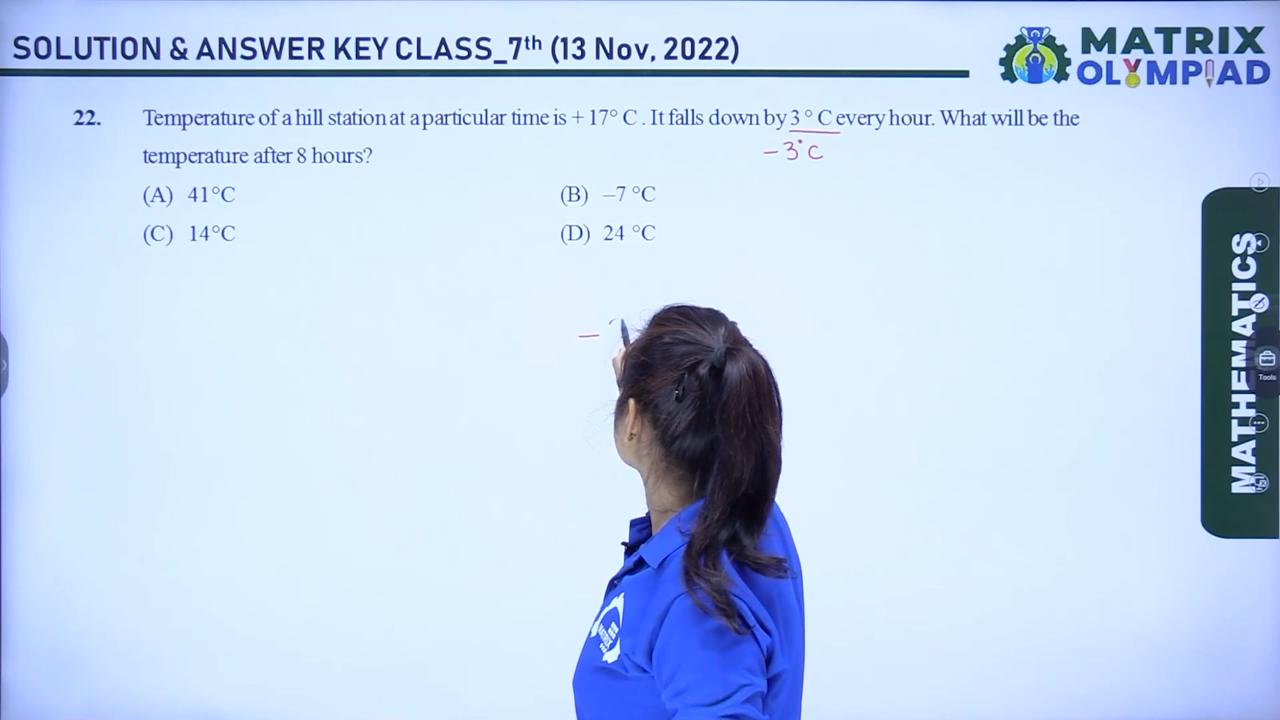 SOLUTION & ANSWER KEY CLASS_7th (13 Nov, 2022)
MATRIX
OLYMPIAD
22. Temperature of a hill station at a particular time is + 17° C . It falls down by 3 ° C every hour. What will be the
-3°C
temperature after 8 hours?
(A) 41°C (B) –7 °C
(C) 14°C (D) 24 °C
–
MATHEMATICS
Tools
MATRIX